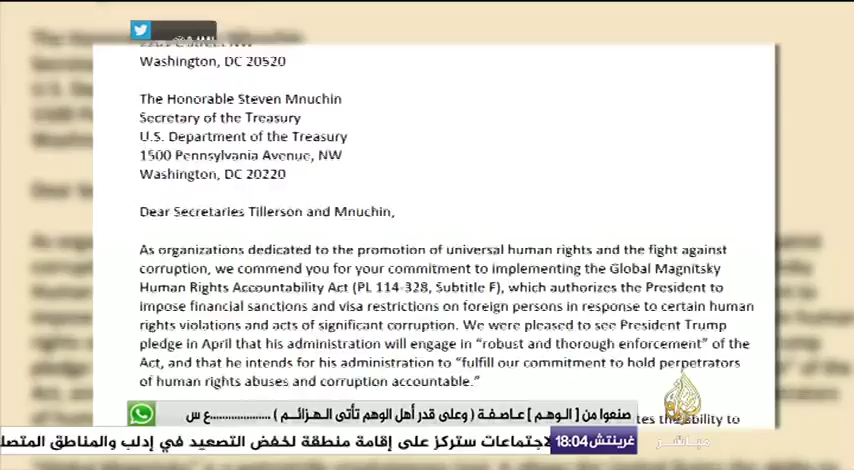 Washington, DC 20520
The Honorable Steven Mnuchin
Secretary of the Treasury
U.S. Department of the Treasury
1500 Pennsylvania Avenue, NW
Washington, DC 20220
Dear Secretaries Tillerson and Mnuchin,
As organizations dedicated to the promotion of universal human rights and the fight against
corruption, we commend you for your commitment to implementing the Global Magnitsky
Human Rights Accountability Act (PL 114-328, Subtitle F), which authorizes the President to
impose financial sanctions and visa restrictions on foreign persons in response to certain human
rights violations and acts of significant corruption. We were pleased to see President Trump
pledge in April that his administration will engage in “robust and thorough enforcement” of the
Act, and that he intends for his administration to “fulfill our commitment to hold perpetrators
of human rights abuses and corruption accountable.”
the ability to
صنعوا من [ الـوهـم ] عـاصـفـة ( وعلى قدر أهل الوهم تأتى الـهـزائـم ) ....................ع س
مباشر
غرينتش 18:04 الاجتماعات ستركز على إقامة منطقة لخفض التصعيد في إدلب والمناطق